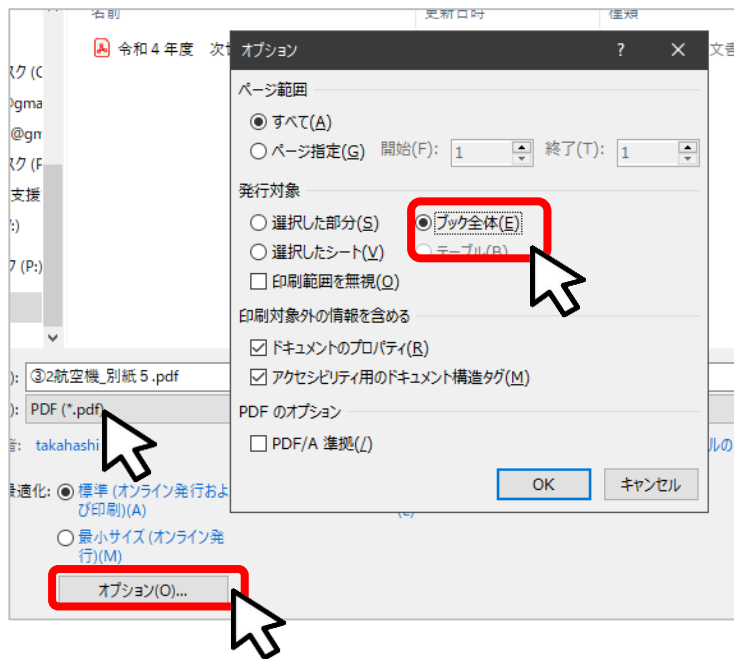 名前 更新日時 種類
令和4年度 次 文書
オプション ? ×
スク (C
@gma
@gm
スク (F
支援
:)
ク (P:)
ページ範囲
すべて(A)
ページ指定(G) 開始(F): 1 終了(T): 1
発行対象
選択した部分(S) ブック全体(E)
選択したシート(V) テーブル(B)
印刷範囲を無視(O)
印刷対象外の情報を含める
ドキュメントのプロパティ(R)
アクセシビリティ用のドキュメント構造タグ(M)
PDF のオプション
PDF/A 準拠(/)
OK キャンセル
): ③2航空機_別紙5.pdf
): PDF (*.pdf)
者: takahashi ルの
最適化: 標準 (オンライン発行およ
び印刷)(A)
最小サイズ (オンライン発
行)(M)
オプション(O)...